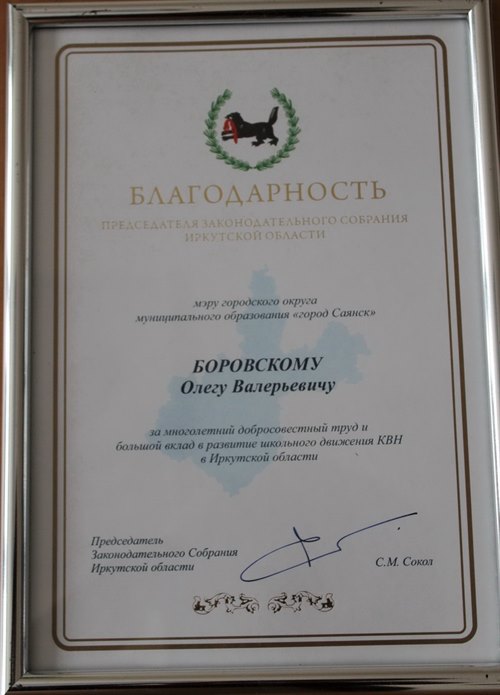 БЛАГОДАРНОСТЬ
ПРЕДСЕДАТЕЛЯ ЗАКОНОДАТЕЛЬНОГО СОБРАНИЯ
ИРКУТСКОЙ ОБЛАСТИ
мэру городского округа
муниципального образования «город Саянск»
БОРОВСКОМУ
Олегу Валерьевичу
за многолетний добросовестный труд и
большой вклад в развитие школьного движения КВН
в Иркутской области
Председатель
Законодательного Собрания
Иркутской области
С.М. Сокол